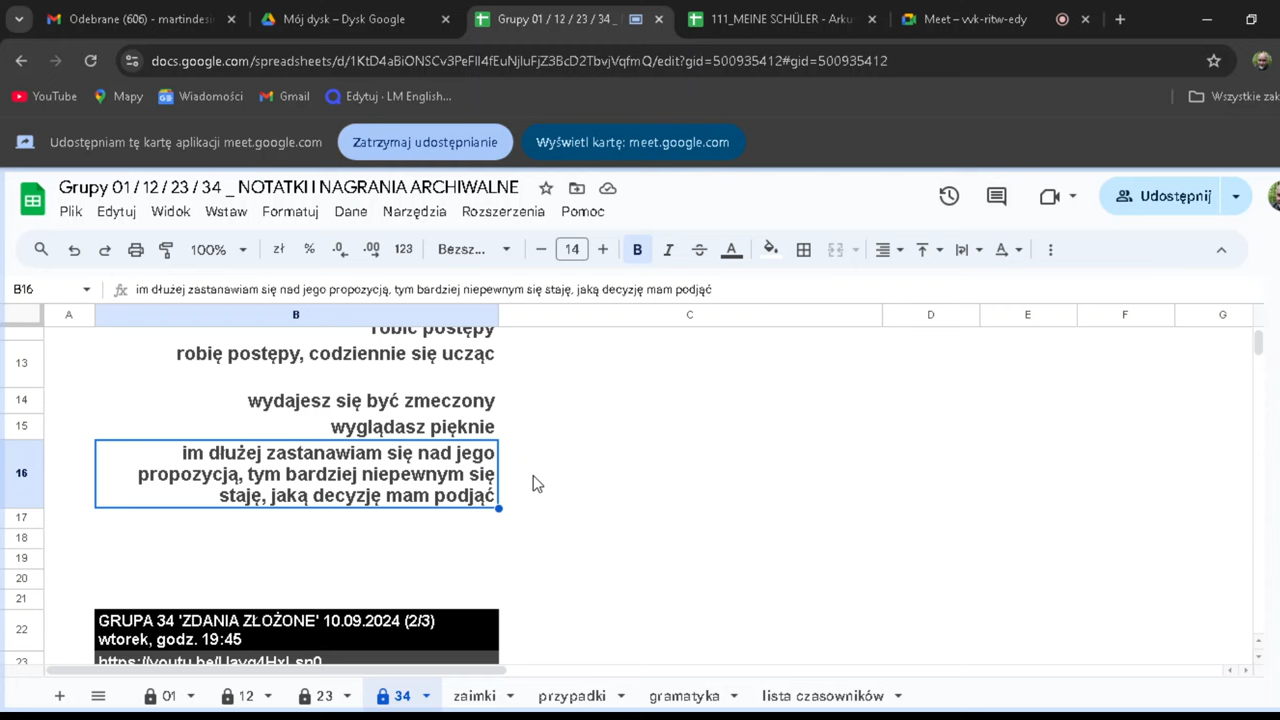 Odebrane (606) - martindesi
Mój dysk – Dysk Google
Grupy 01 / 12 / 23 / 34 _
111_MEINE SCHÜLER - Arku
Meet – vvk-ritw-edy
docs.google.com/spreadsheets/d/1KtD4aBiONSCv3PeFIl4fEuNjluFjZ3BcD2TbvjVqfmQ/edit?gid=500935412#gid=500935412
YouTube
Mapy
Wiadomości
Gmail
Edytuj · LM English...
Wszystkie zak
Udostępniam tę kartę aplikacji meet.google.com
Zatrzymaj udostępnianie
Wyświetl kartę: meet.google.com
Grupy 01 / 12 / 23 / 34 _ NOTATKI I NAGRANIA ARCHIWALNE
Plik Edytuj Widok Wstaw Formatuj Dane Narzędzia Rozszerzenia Pomoc
Udostępnij
100% zł % .0 .00 123 Bezsz... 14 B I A
B16
im dłużej zastanawiam się nad jego propozycją, tym bardziej niepewnym się staję, jaką decyzję mam podjąć
A B C D E F G
robić postępy
13 robię postępy, codziennie się ucząc
14 wydajesz się być zmeczony
15 wyglądasz pięknie
im dłużej zastanawiam się nad jego
16 propozycją, tym bardziej niepewnym się
staję, jaką decyzję mam podjąć
17
18
19
20
21
GRUPA 34 'ZDANIA ZŁOŻONE' 10.09.2024 (2/3)
22
wtorek, godz. 19:45
23
01 12 23 34 zaimki przypadki gramatyka lista czasowników